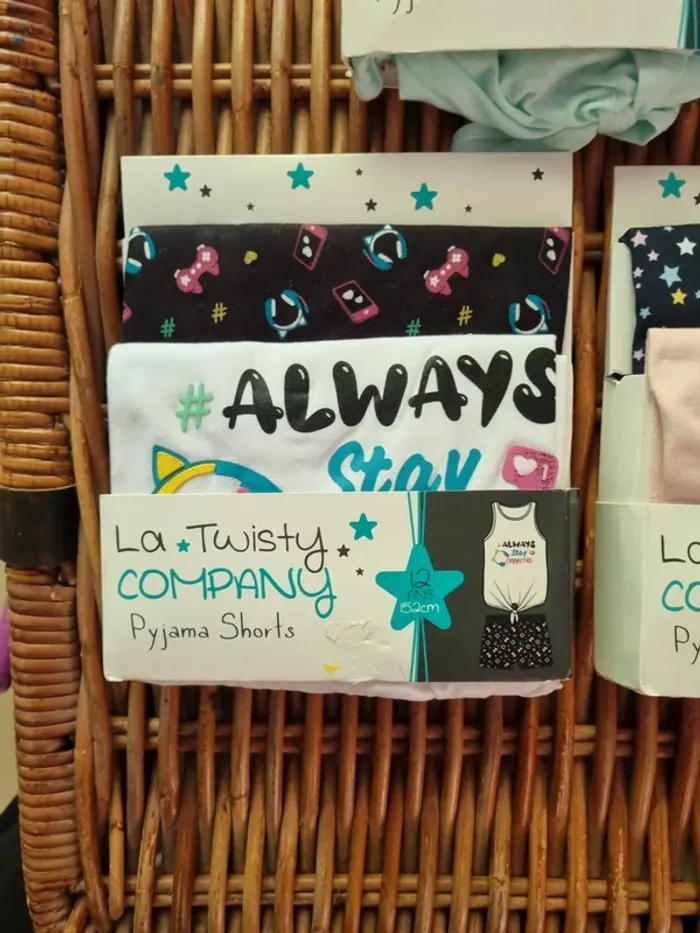 #ALWAYS
Stay
La Twisty
COMPANY
Pyjama Shorts
12
ANS
152cm
#ALWAYS
Stay
CONNECTED
La
CO
Py